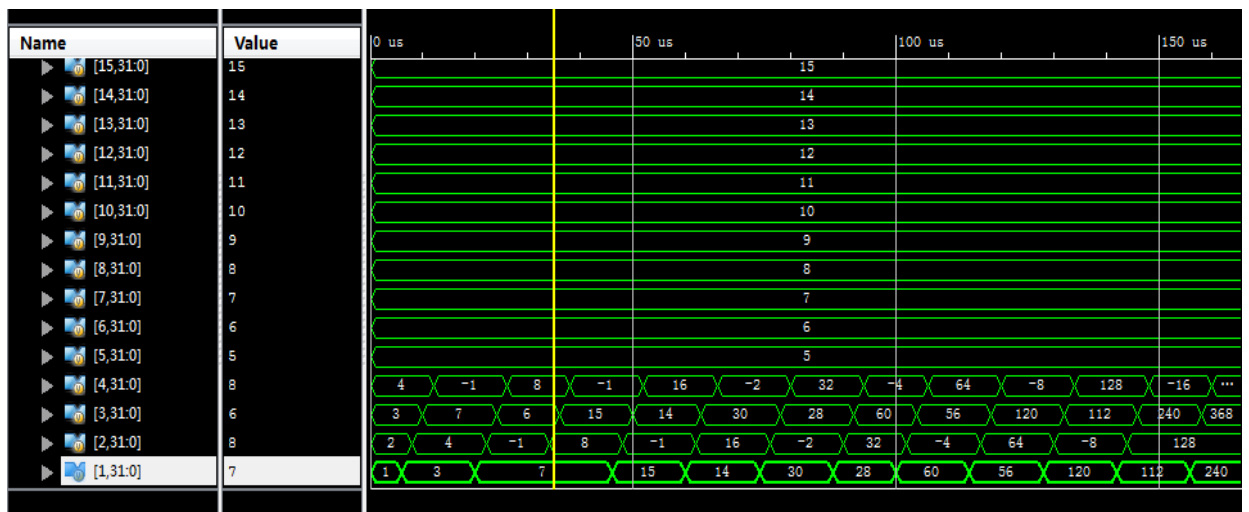 Name Value 0 us 50 us 100 us 150 us
[15,31:0] 15 15
[14,31:0] 14 14
[13,31:0] 13 13
[12,31:0] 12 12
[11,31:0] 11 11
[10,31:0] 10 10
[9,31:0] 9 9
[8,31:0] 8 8
[7,31:0] 7 7
[6,31:0] 6 6
[5,31:0] 5 5
[4,31:0] 8 4 -1 8 -1 16 -2 32 -4 64 -8 128 -16 ...
[3,31:0] 6 3 7 6 15 14 30 28 60 56 120 112 240 368
[2,31:0] 8 2 4 -1 8 -1 16 -2 32 -4 64 -8 128
[1,31:0] 7 1 3 7 15 14 30 28 60 56 120 112 240